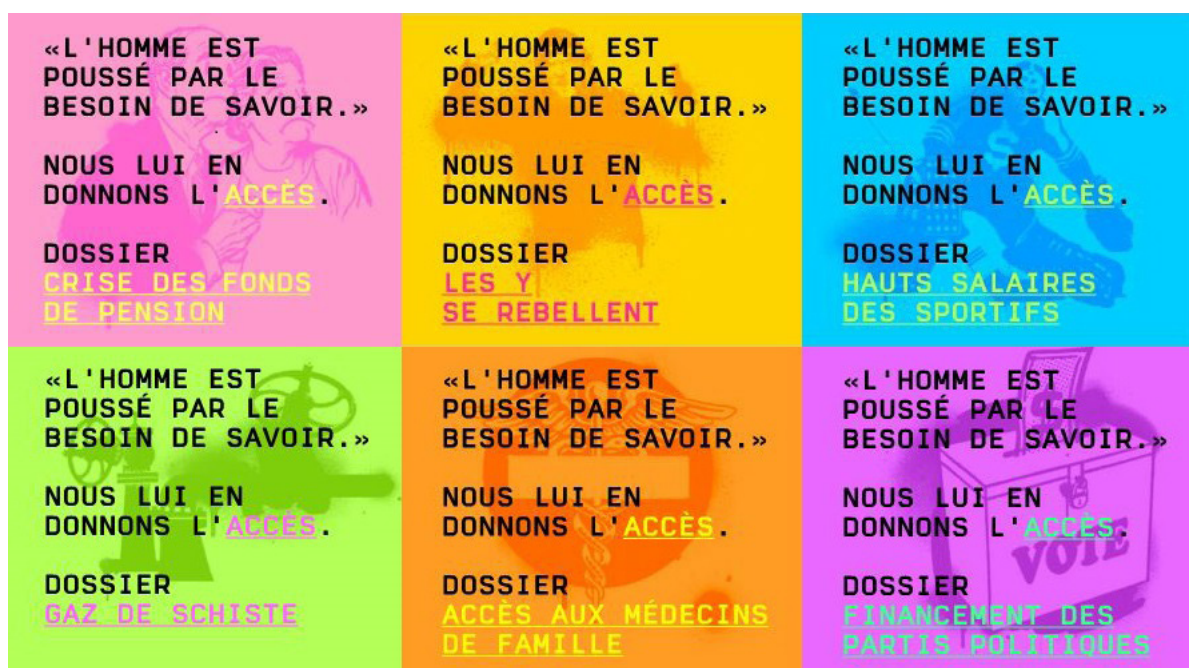 «L'HOMME EST
POUSSÉ PAR LE
BESOIN DE SAVOIR.»
NOUS LUI EN
DONNONS L'ACCÈS.
DOSSIER
CRISE DES FONDS
DE PENSION
«L'HOMME EST
POUSSÉ PAR LE
BESOIN DE SAVOIR.»
NOUS LUI EN
DONNONS L'ACCÈS.
DOSSIER
LES Y
SE REBELLENT
«L'HOMME EST
POUSSÉ PAR LE
BESOIN DE SAVOIR.»
NOUS LUI EN
DONNONS L'ACCÈS.
DOSSIER
HAUTS SALAIRES
DES SPORTIFS
S
«L'HOMME EST
POUSSÉ PAR LE
BESOIN DE SAVOIR.»
NOUS LUI EN
DONNONS L'ACCÈS.
DOSSIER
GAZ DE SCHISTE
«L'HOMME EST
POUSSÉ PAR LE
BESOIN DE SAVOIR.»
NOUS LUI EN
DONNONS L'ACCÈS.
DOSSIER
ACCÈS AUX MÉDECINS
DE FAMILLE
«L'HOMME EST
POUSSÉ PAR LE
BESOIN DE SAVOIR.»
NOUS LUI EN
DONNONS L'ACCÈS.
VOTE
DOSSIER
FINANCEMENT DES
PARTIS POLITIQUES